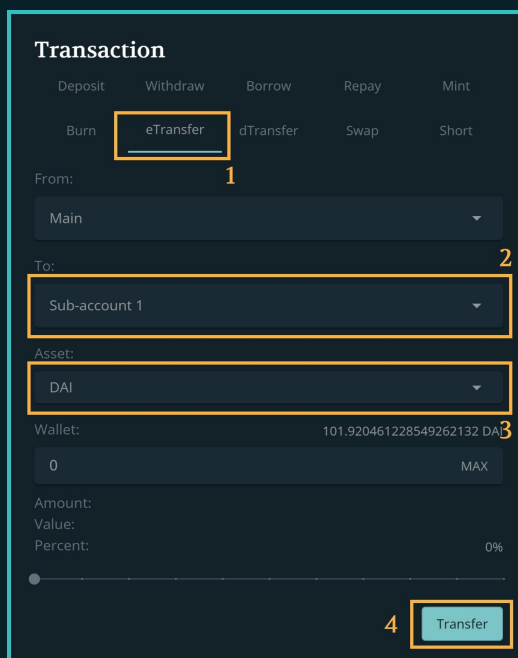 Transaction
Deposit Withdraw Borrow Repay Mint
Burn eTransfer dTransfer Swap Short
1
From:
Main
2
To:
Sub-account 1
Asset:
DAI
Wallet: 101.920461228549262132 DAI
3
0 MAX
Amount:
Value:
Percent: 0%
4 Transfer